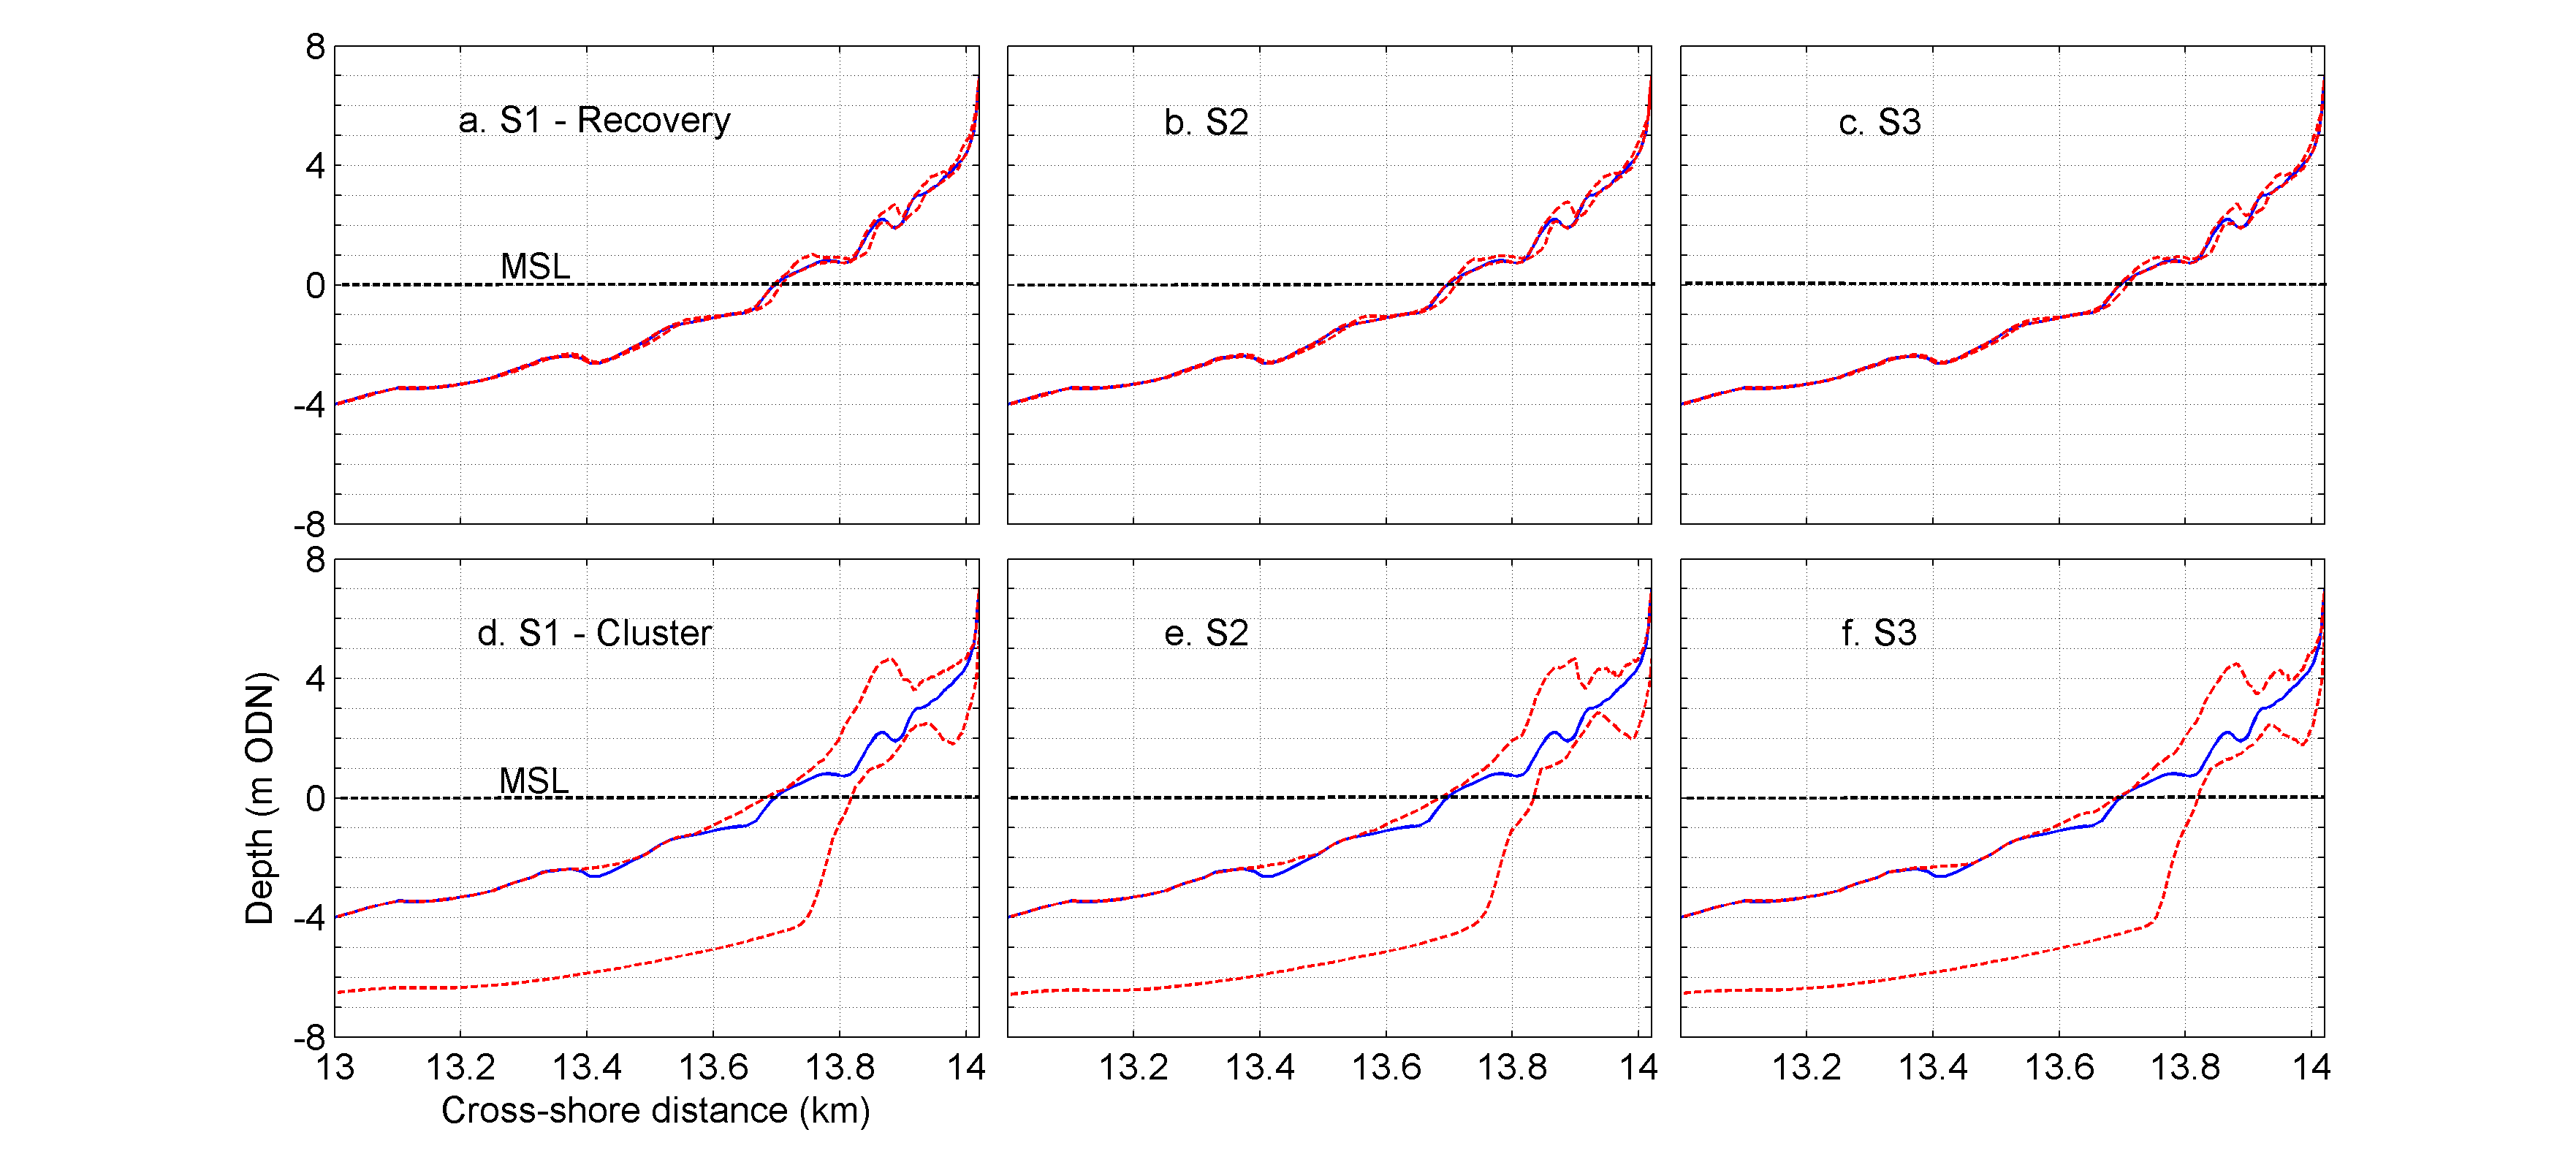 8
4
0
-4
-8
a. S1 - Recovery
MSL
b. S2
c. S3
8
4
0
-4
-8
d. S1 - Cluster
MSL
e. S2
f. S3
Depth (m ODN)
13 13.2 13.4 13.6 13.8 14
13.2 13.4 13.6 13.8 14
13.2 13.4 13.6 13.8 14
Cross-shore distance (km)